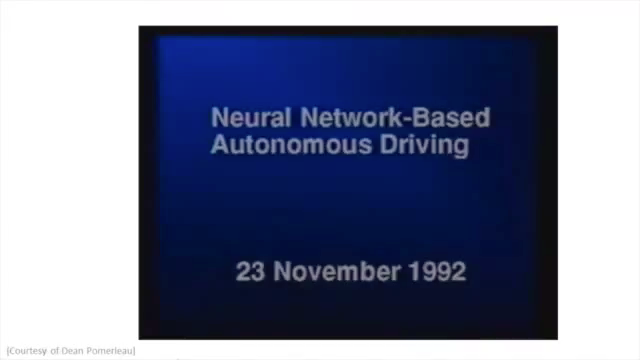 Neural Network-Based
Autonomous Driving
23 November 1992
[Courtesy of Dean Pomerleau]